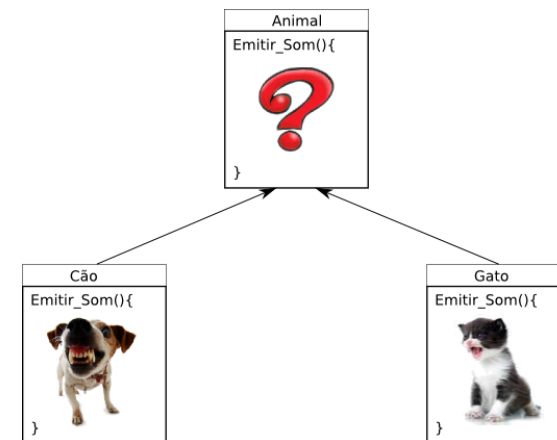 Animal
Emitir_Som(){
}
Cão
Emitir_Som(){
}
Gato
Emitir_Som(){
}